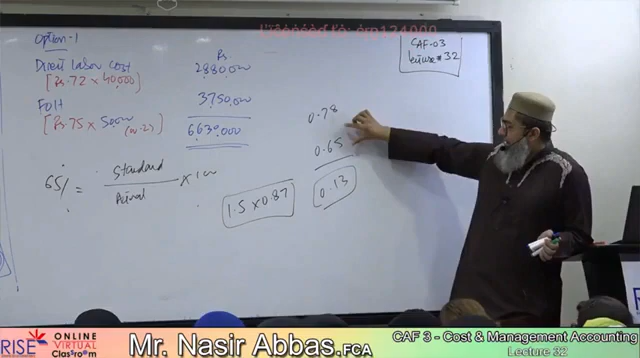 Option-1
Rs.
Direct Labor Cost 2880,000
[Rs. 72 x 40,000]
FOH 3750,000
[Rs. 75 x 50,000]
6630,000
65% = Standard / Actual x 100
1.5 x 0.87
0.78
0.65
0.13
CAF-03
Lecture # 32
RISE
ONLINE
VIRTUAL
Classroom
Mr. Nasir Abbas, FCA
CAF 3 - Cost & Management Accounting
Lecture 32